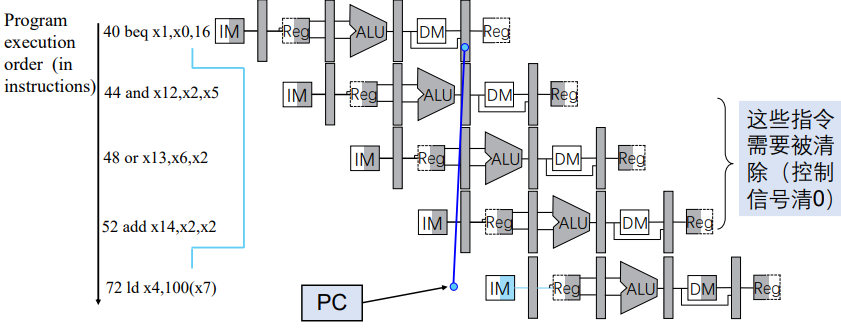 Program
execution
order (in
instructions)
40 beq x1,x0,16
IM
Reg
ALU
DM
Reg
44 and x12,x2,x5
IM
Reg
ALU
DM
Reg
48 or x13,x6,x2
IM
Reg
ALU
DM
Reg
52 add x14,x2,x2
IM
Reg
ALU
DM
Reg
72 ld x4,100(x7)
IM
Reg
ALU
DM
Reg
PC
这些指令
需要被清
除（控制
信号清0）